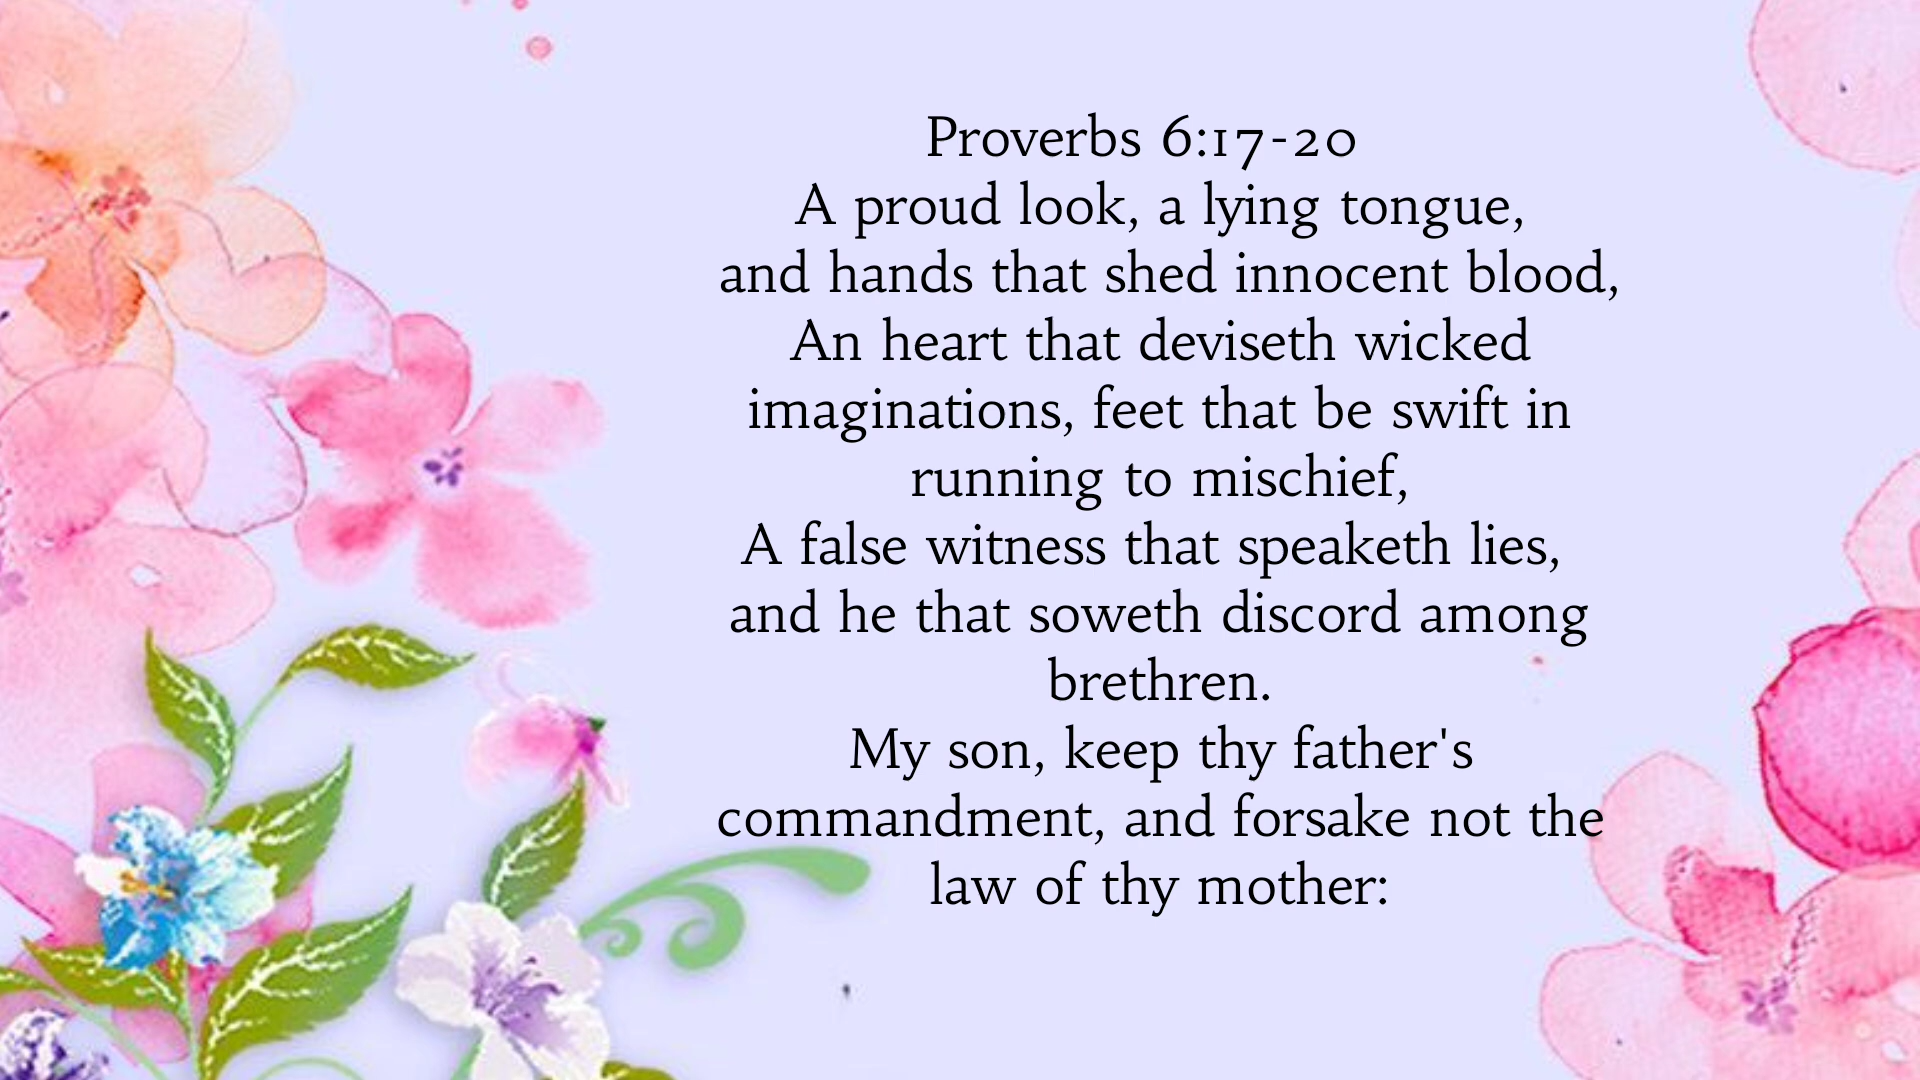 Proverbs 6:17-20
A proud look, a lying tongue,
and hands that shed innocent blood,
An heart that deviseth wicked
imaginations, feet that be swift in
running to mischief,
A false witness that speaketh lies,
and he that soweth discord among
brethren.
My son, keep thy father's
commandment, and forsake not the
law of thy mother: